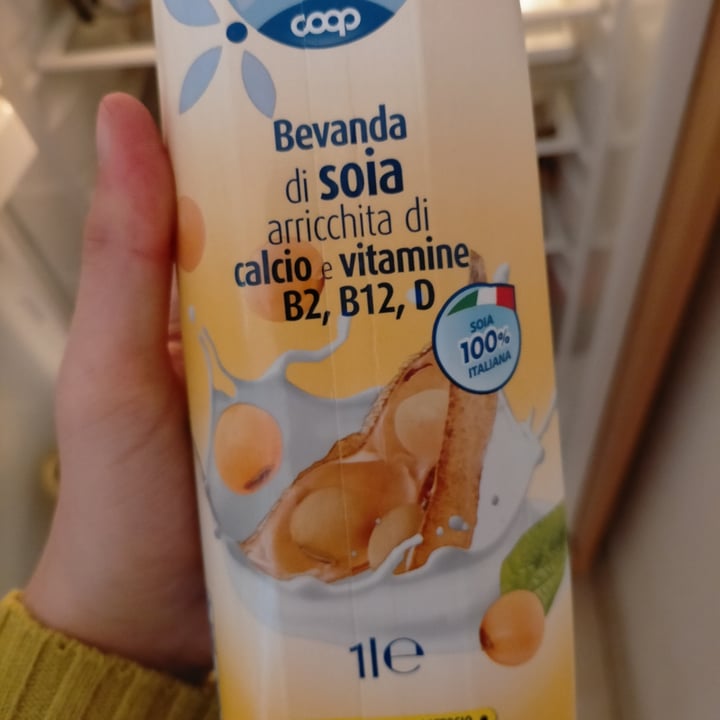 coop
Bevanda
di soia
arricchita di
calcio e vitamine
B2, B12, D
SOIA
100%
ITALIANA
1l e